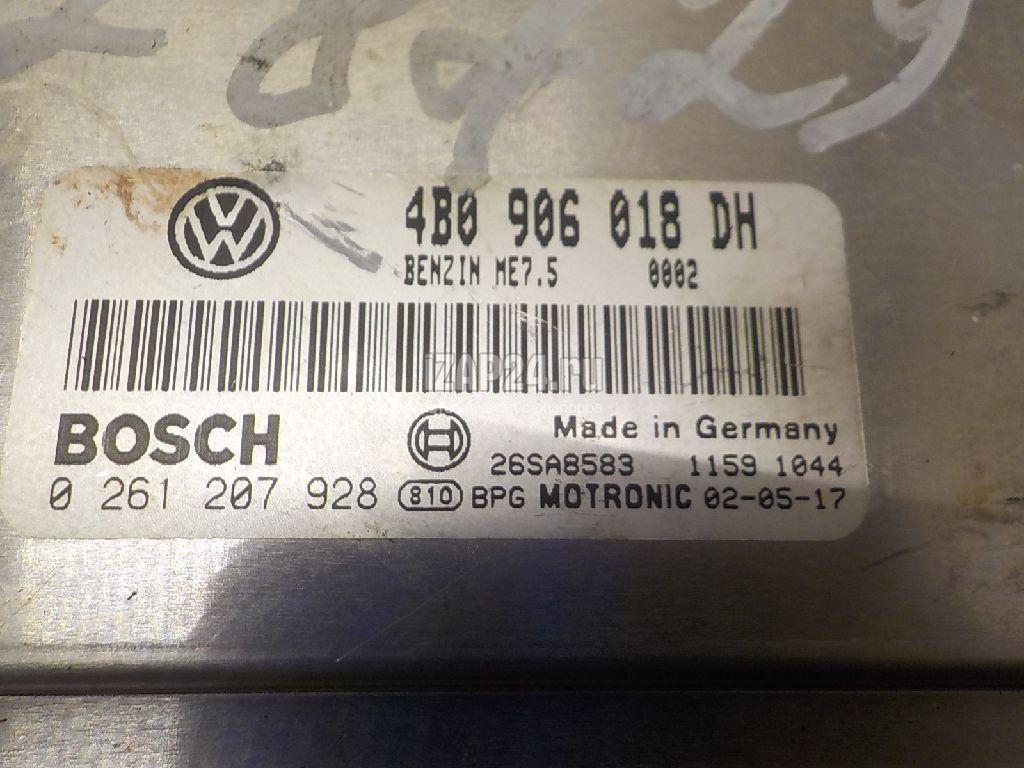 4B0 906 018 DH
BENZIN ME7.5 0002
iZAP24.ru
BOSCH
Made in Germany
26SA8583 1159 1044
0 261 207 928 810 BPG MOTRONIC 02-05-17